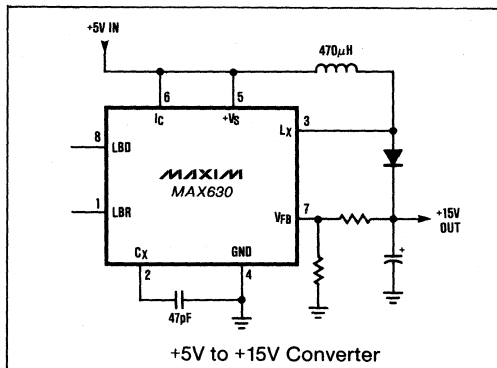 +5V IN
470μH
6
5
IC
+VS
LX
3
8
LBD
MAXIM
MAX630
1
LBR
VFB
7
+15V
OUT
CX
GND
2
4
+
47pF
+5V to +15V Converter